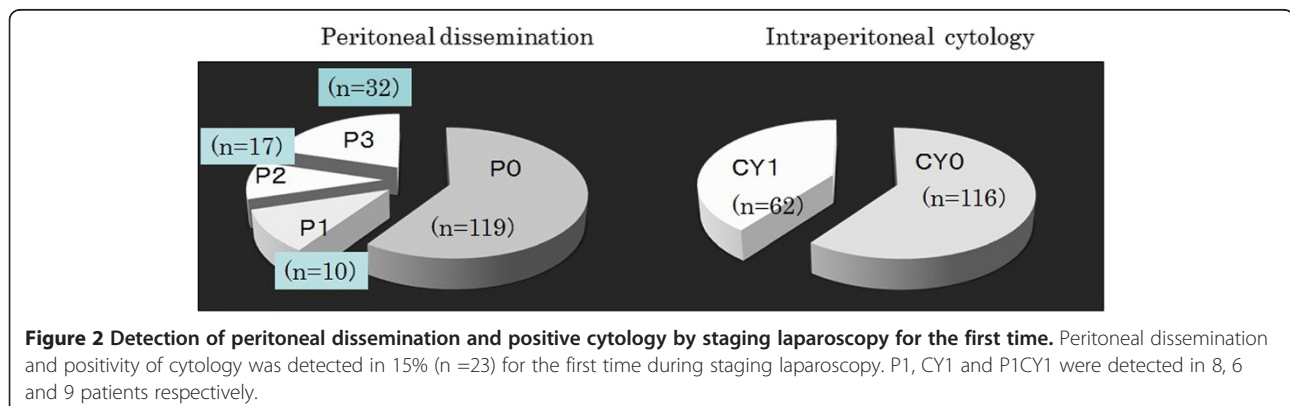 Peritoneal dissemination
Intraperitoneal cytology
(n=32)
P3
(n=17)
P2
P1
(n=10)
P0
(n=119)
CY1
(n=62)
CY0
(n=116)
Figure 2 Detection of peritoneal dissemination and positive cytology by staging laparoscopy for the first time. Peritoneal dissemination
and positivity of cytology was detected in 15% (n =23) for the first time during staging laparoscopy. P1, CY1 and P1CY1 were detected in 8, 6
and 9 patients respectively.